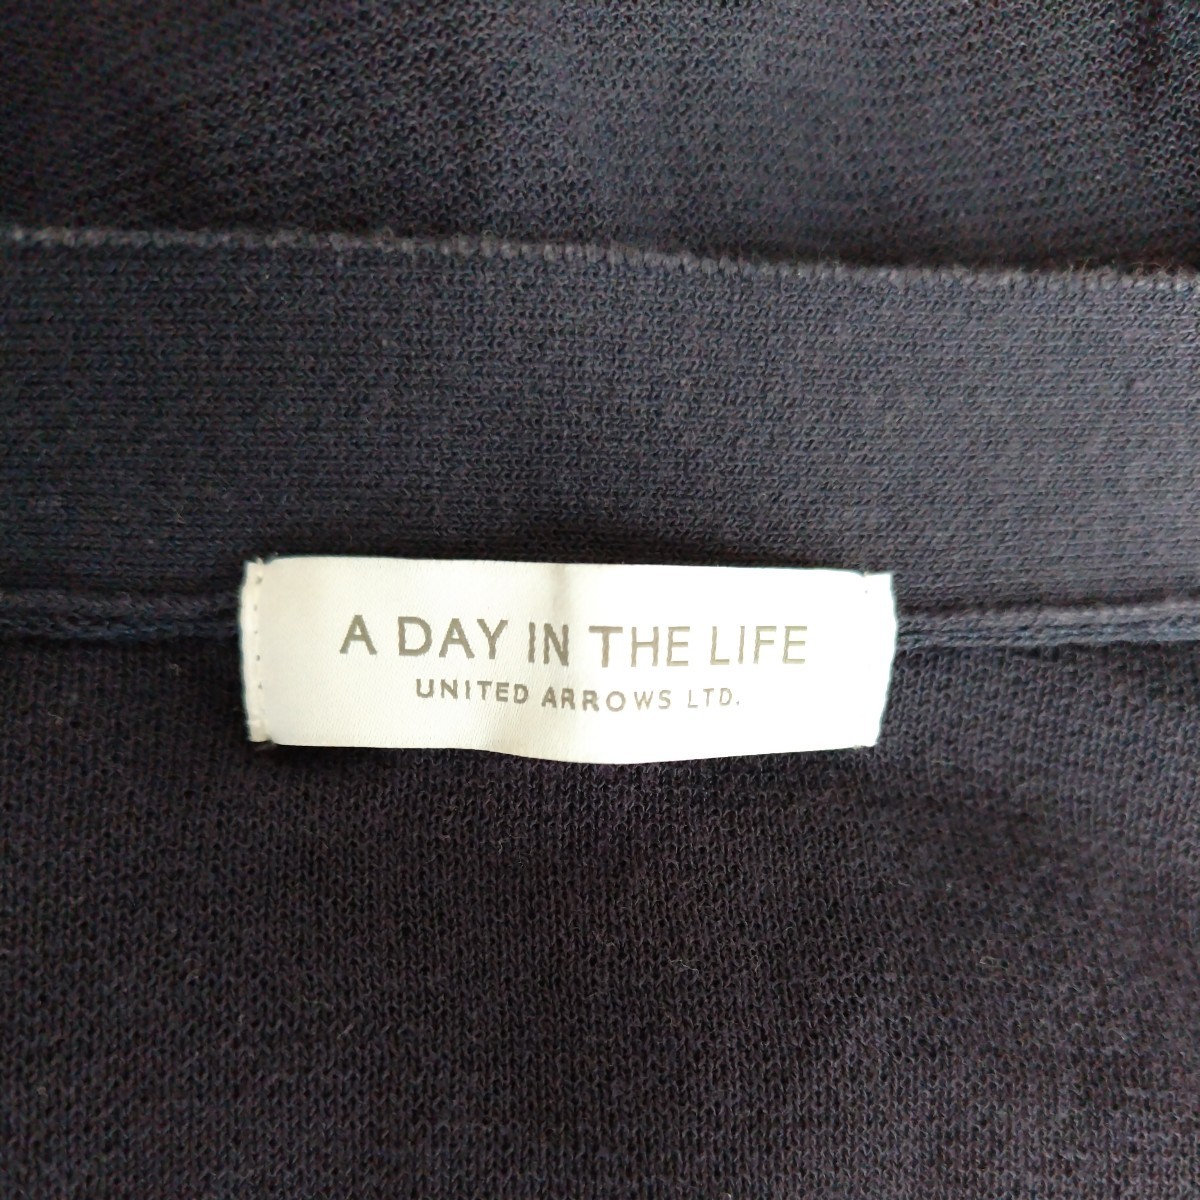 A DAY IN THE LIFE
UNITED ARROWS LTD.